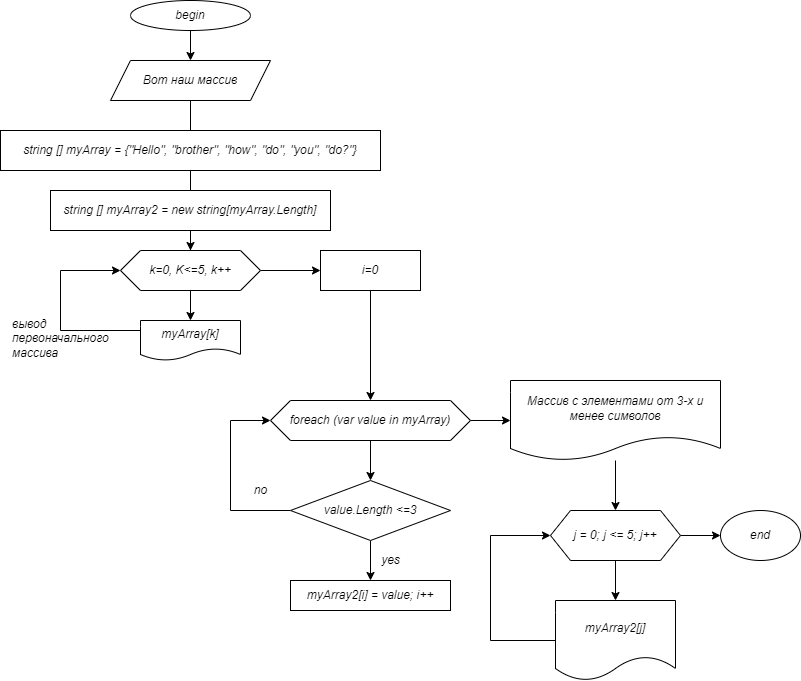 begin
Вот наш массив
string [] myArray = {"Hello", "brother", "how", "do", "you", "do?"}
string [] myArray2 = new string[myArray.Length]
k=0, K<=5, k++
i=0
вывод
первоначального
массива
myArray[k]
foreach (var value in myArray)
Массив с элементами от 3-х и
менее символов
no
value.Length <=3
yes
myArray2[i] = value; i++
j = 0; j <= 5; j++
end
myArray2[j]